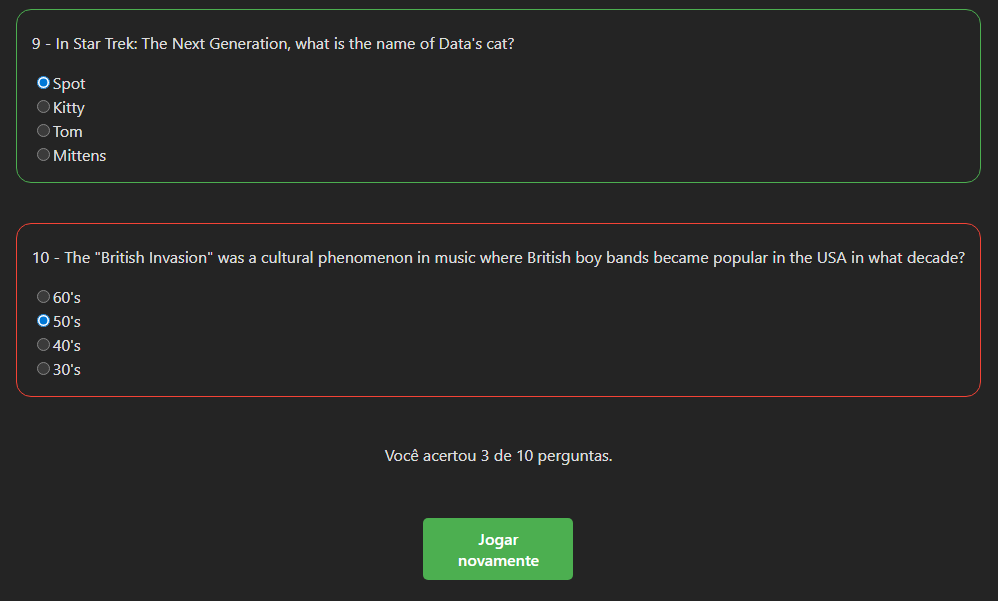 9 - In Star Trek: The Next Generation, what is the name of Data's cat?
Spot
Kitty
Tom
Mittens
10 - The "British Invasion" was a cultural phenomenon in music where British boy bands became popular in the USA in what decade?
60's
50's
40's
30's
Você acertou 3 de 10 perguntas.
Jogar
novamente